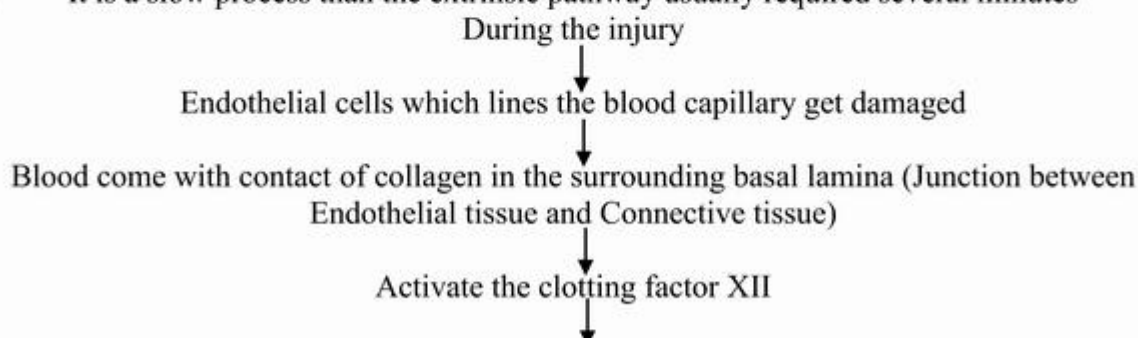 It is a slow process than the extrinsic pathway usually required several minutes
During the injury
Endothelial cells which lines the blood capillary get damaged
Blood come with contact of collagen in the surrounding basal lamina (Junction between
Endothelial tissue and Connective tissue)
Activate the clotting factor XII